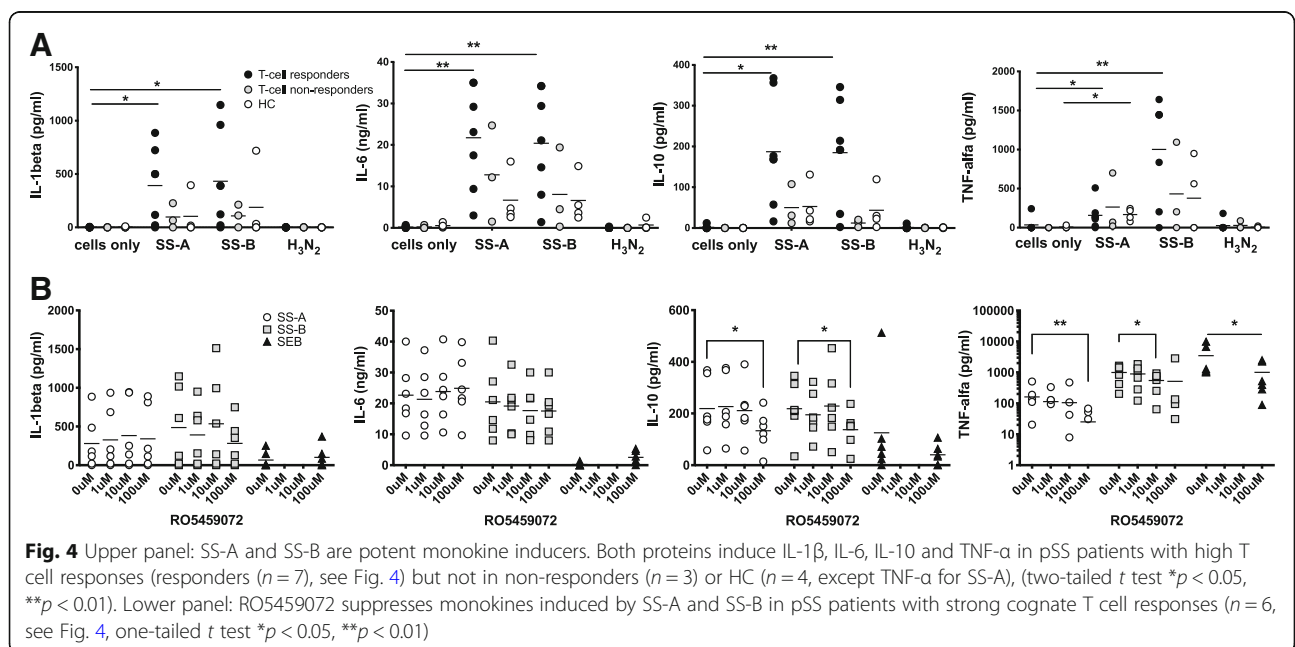 A
IL-1beta (pg/ml)
1500
1000
500
0
*
*
T-cell responders
T-cell non-responders
HC
cells only SS-A SS-B H3N2
IL-6 (ng/ml)
60
40
20
0
**
**
cells only SS-A SS-B H3N2
IL-10 (pg/ml)
400
300
200
100
0
**
*
cells only SS-A SS-B H3N2
TNF-alfa (pg/ml)
2000
1500
1000
500
0
**
*
*
cells only SS-A SS-B H3N2
B
IL-1beta (pg/ml)
2000
1500
1000
500
0
SS-A
SS-B
SEB
0uM 1uM 10uM 100uM 0uM 1uM 10uM 100uM 0uM 1uM 10uM 100uM
RO5459072
IL-6 (ng/ml)
50
40
30
20
10
0
0uM 1uM 10uM 100uM 0uM 1uM 10uM 100uM 0uM 1uM 10uM 100uM
RO5459072
IL-10 (pg/ml)
600
400
200
0
* *
0uM 1uM 10uM 100uM 0uM 1uM 10uM 100uM 0uM 1uM 10uM 100uM
RO5459072
TNF-alfa (pg/ml)
100000
10000
1000
100
10
1
** * *
0uM 1uM 10uM 100uM 0uM 1uM 10uM 100uM 0uM 1uM 10uM 100uM
RO5459072
Fig. 4 Upper panel: SS-A and SS-B are potent monokine inducers. Both proteins induce IL-1β, IL-6, IL-10 and TNF-α in pSS patients with high T
cell responses (responders (n = 7), see Fig. 4) but not in non-responders (n = 3) or HC (n = 4, except TNF-α for SS-A), (two-tailed t test *p < 0.05,
**p < 0.01). Lower panel: RO5459072 suppresses monokines induced by SS-A and SS-B in pSS patients with strong cognate T cell responses (n = 6,
see Fig. 4, one-tailed t test *p < 0.05, **p < 0.01)